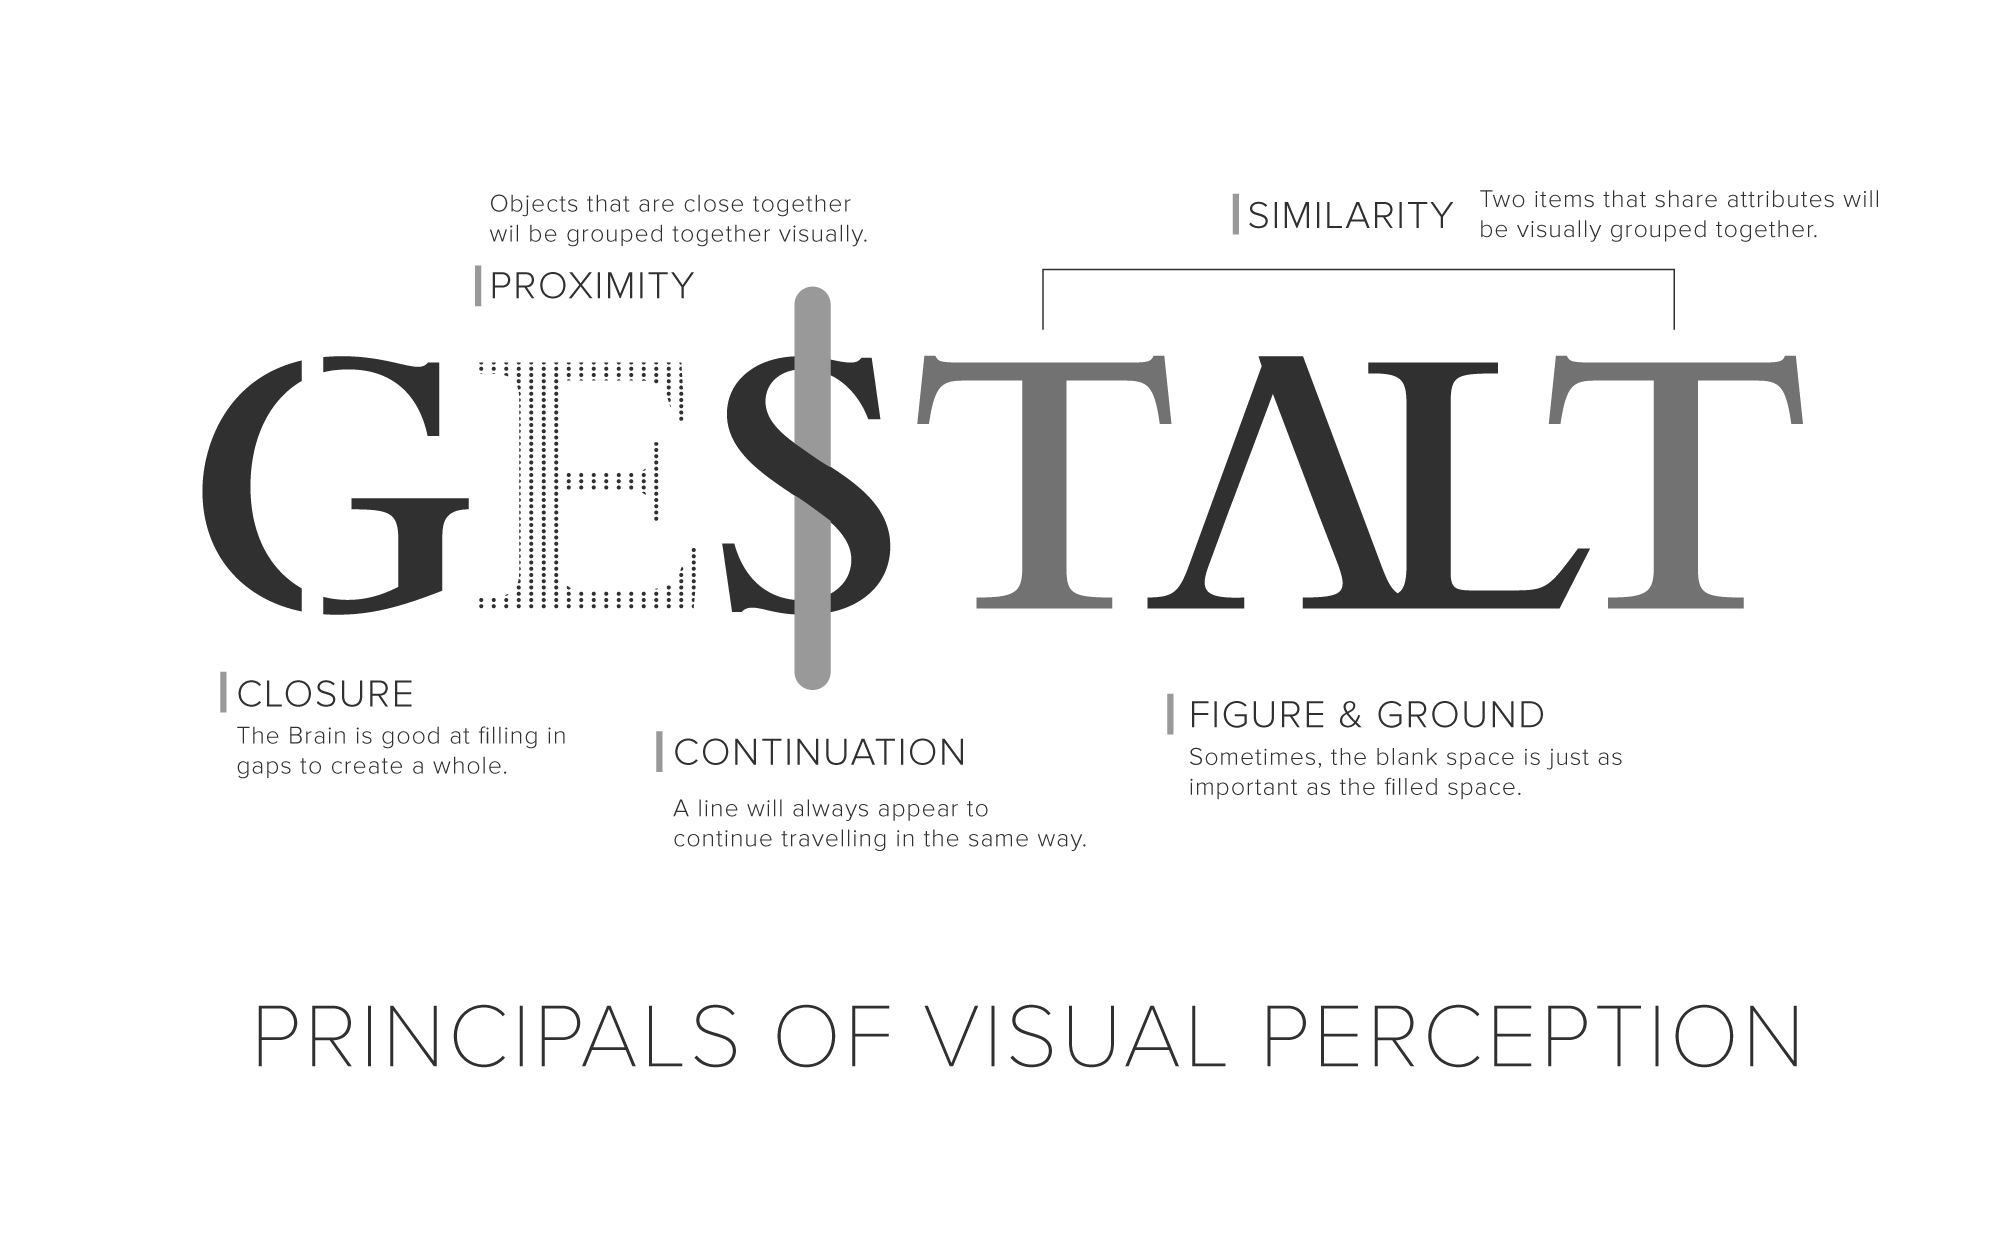 Objects that are close together
wil be grouped together visually.
PROXIMITY
SIMILARITY
Two items that share attributes will
be visually grouped together.
GESTALT
CLOSURE
The Brain is good at filling in
gaps to create a whole.
CONTINUATION
A line will always appear to
continue travelling in the same way.
FIGURE & GROUND
Sometimes, the blank space is just as
important as the filled space.
PRINCIPALS OF VISUAL PERCEPTION